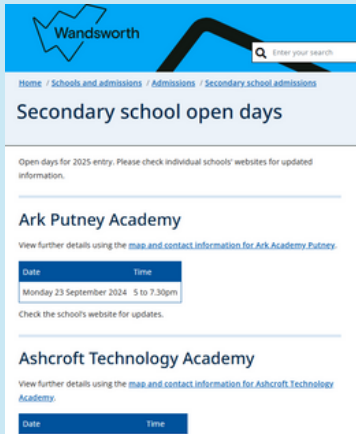 Wandsworth
Enter your search
Home / Schools and admissions / Admissions / Secondary school admissions
Secondary school open days
Open days for 2025 entry. Please check individual schools' websites for updated
information.
Ark Putney Academy
View further details using the map and contact information for Ark Academy Putney.
Date Time
Monday 23 September 2024 5 to 7.30pm
Check the school's website for updates.
Ashcroft Technology Academy
View further details using the map and contact information for Ashcroft Technology
Academy.
Date Time